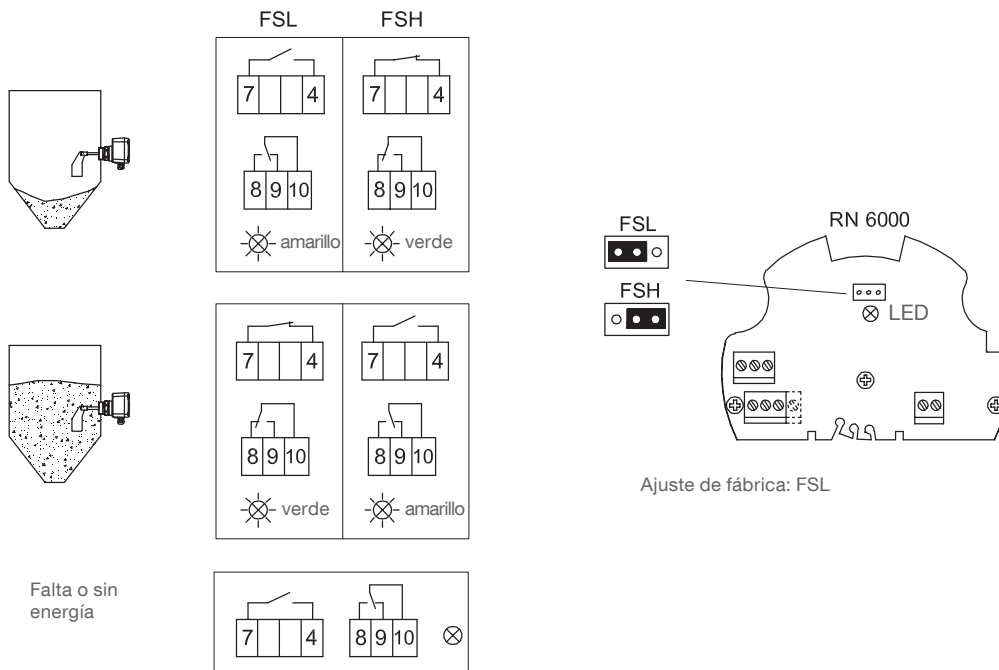 FSL FSH
7 4 7 4
8 9 10 8 9 10
amarillo verde
7 4 7 4
8 9 10 8 9 10
verde amarillo
Falta o sin
energía
7 4 8 9 10
RN 6000
FSL
FSH
LED
Ajuste de fábrica: FSL